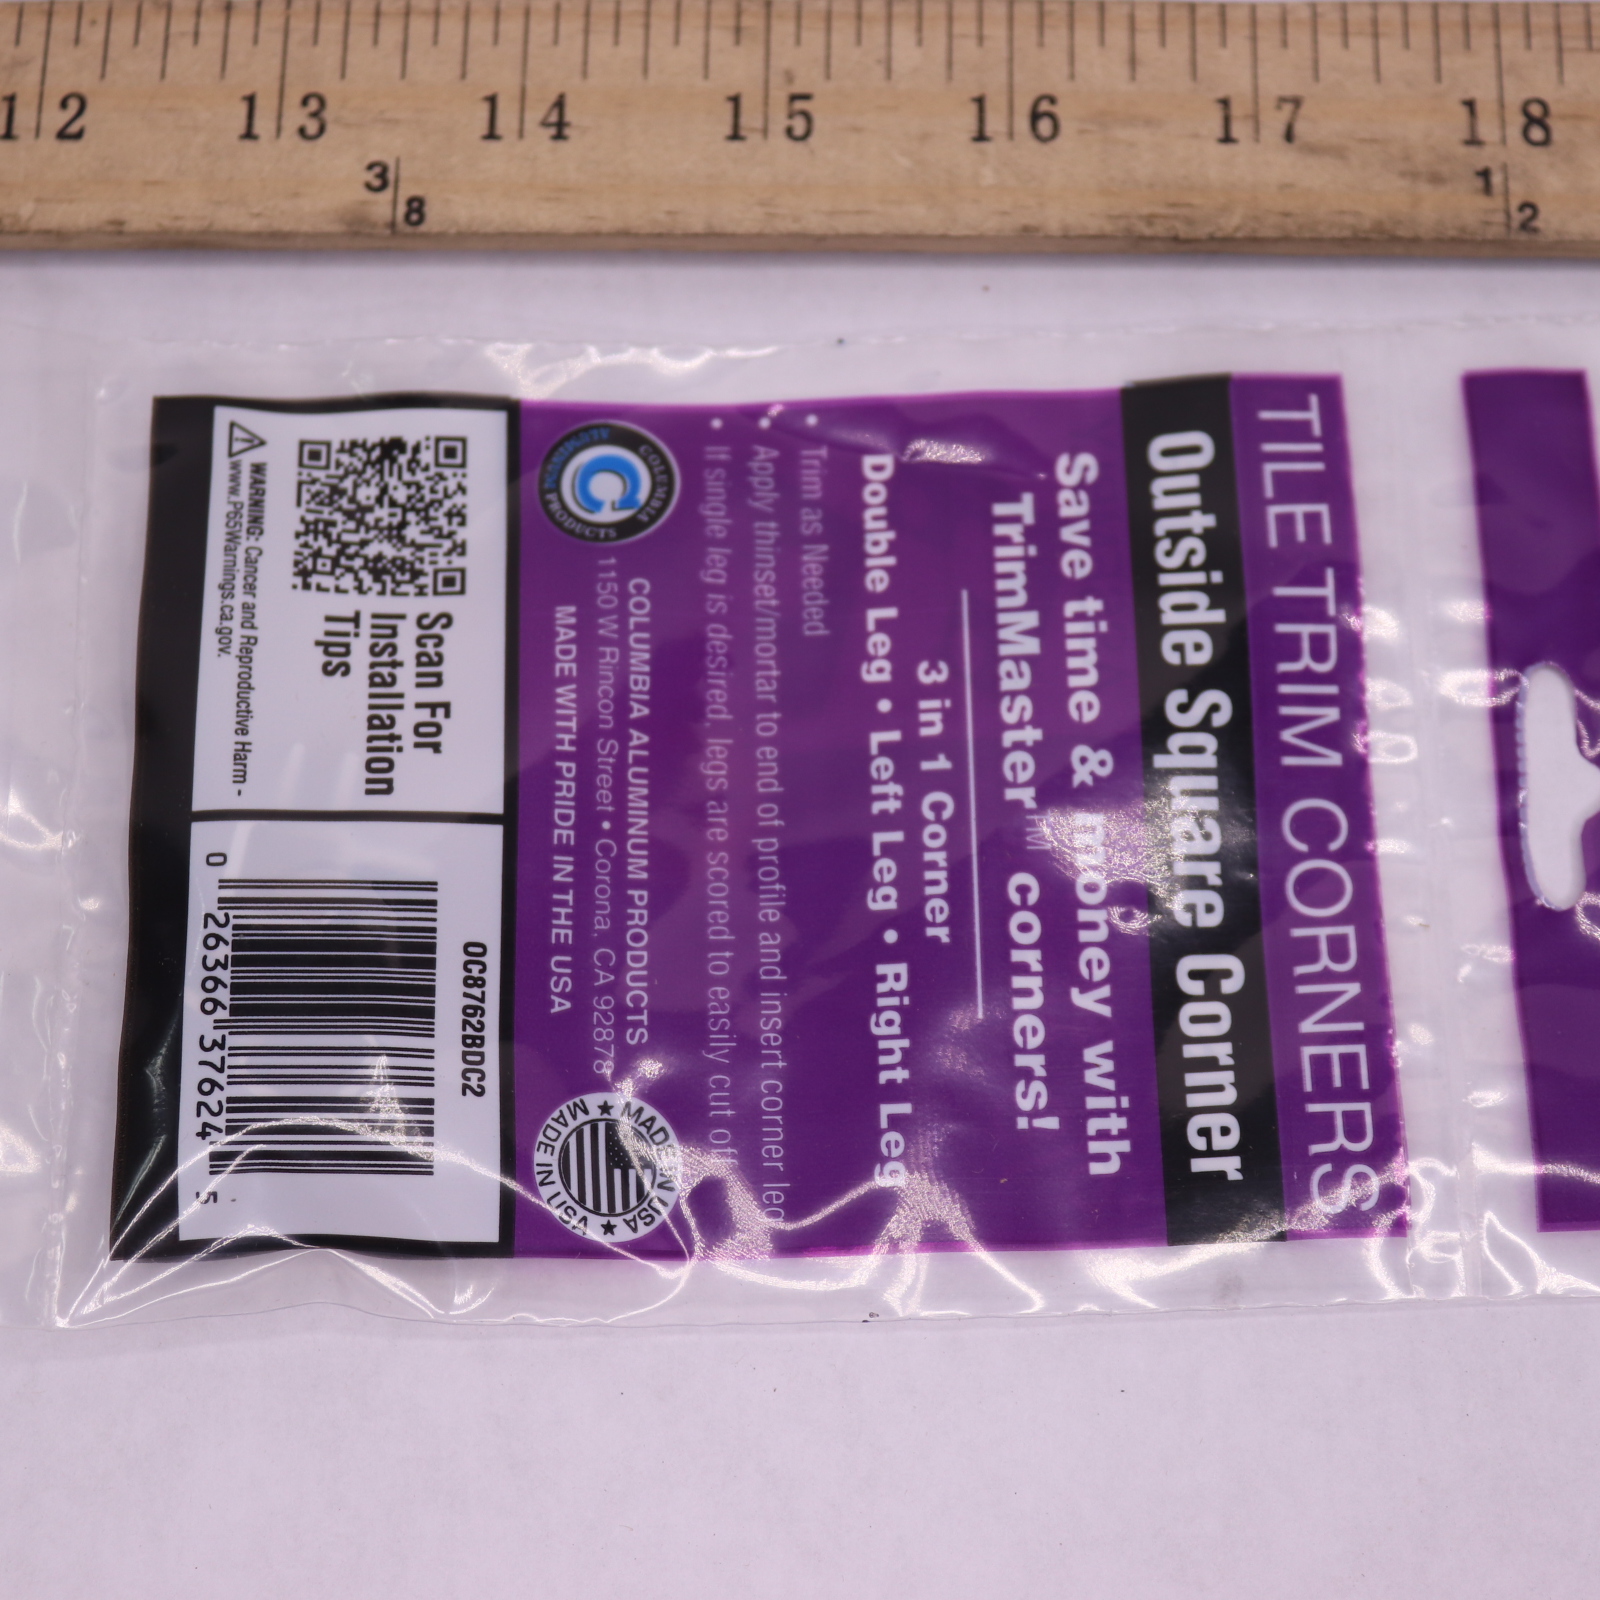 12 13 14 15 16 17 18
3 8 1 2
TILE TRIM CORNERS
Outside Square Corner
Save time & money with
TrimMaster™ corners!
3 in 1 Corner
Double Leg • Left Leg • Right Leg
• Trim as Needed
• Apply thinset/mortar to end of profile and insert corner leg
• If single leg is desired, legs are scored to easily cut off
COLUMBIA ALUMINUM PRODUCTS
C
COLUMBIA ALUMINUM PRODUCTS
1150 W Rincon Street • Corona, CA 92878
MADE WITH PRIDE IN THE USA
MADE IN USA ★ MADE IN USA ★
Scan For
Installation
Tips
⚠ WARNING: Cancer and Reproductive Harm -
www.P65Warnings.ca.gov.
OC8762BDC2
0 26366 37624 5